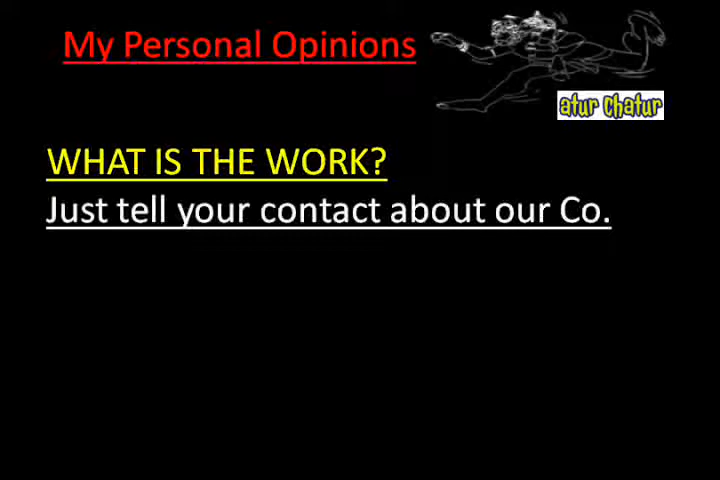 My Personal Opinions
atur chatur
WHAT IS THE WORK?
Just tell your contact about our Co.